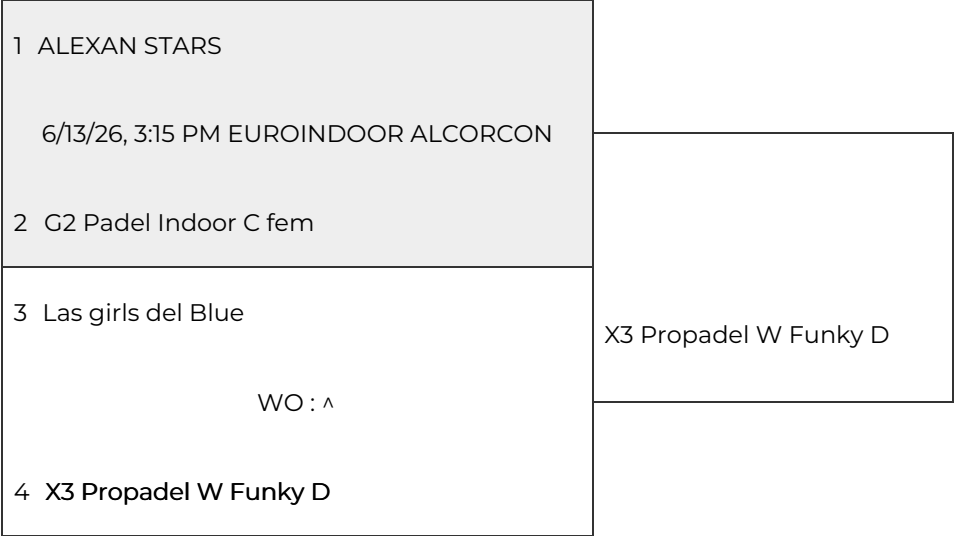 1 ALEXAN STARS
6/13/26, 3:15 PM EUROINDOOR ALCORCON
2 G2 Padel Indoor C fem
3 Las girls del Blue
X3 Propadel W Funky D
WO : ^
4 X3 Propadel W Funky D